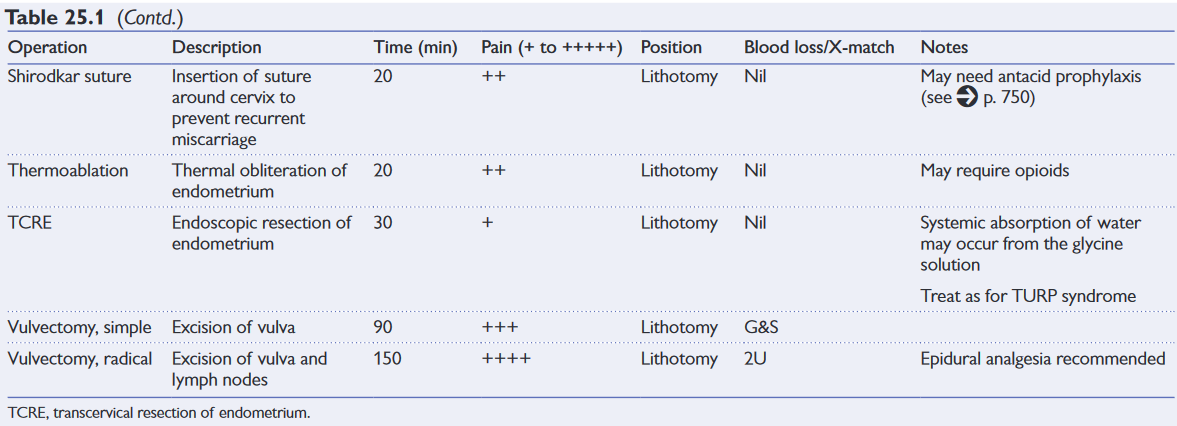 Table 25.1 (Contd.)
Operation Description Time (min) Pain (+ to +++++) Position Blood loss/X-match Notes
Shirodkar suture Insertion of suture 20 ++ Lithotomy Nil May need antacid prophylaxis
around cervix to (see ➔ p. 750)
prevent recurrent
miscarriage
Thermoablation Thermal obliteration of 20 ++ Lithotomy Nil May require opioids
endometrium
TCRE Endoscopic resection of 30 + Lithotomy Nil Systemic absorption of water
endometrium may occur from the glycine
solution
Treat as for TURP syndrome
Vulvectomy, simple Excision of vulva 90 +++ Lithotomy G&S
Vulvectomy, radical Excision of vulva and 150 ++++ Lithotomy 2U Epidural analgesia recommended
lymph nodes
TCRE, transcervical resection of endometrium.